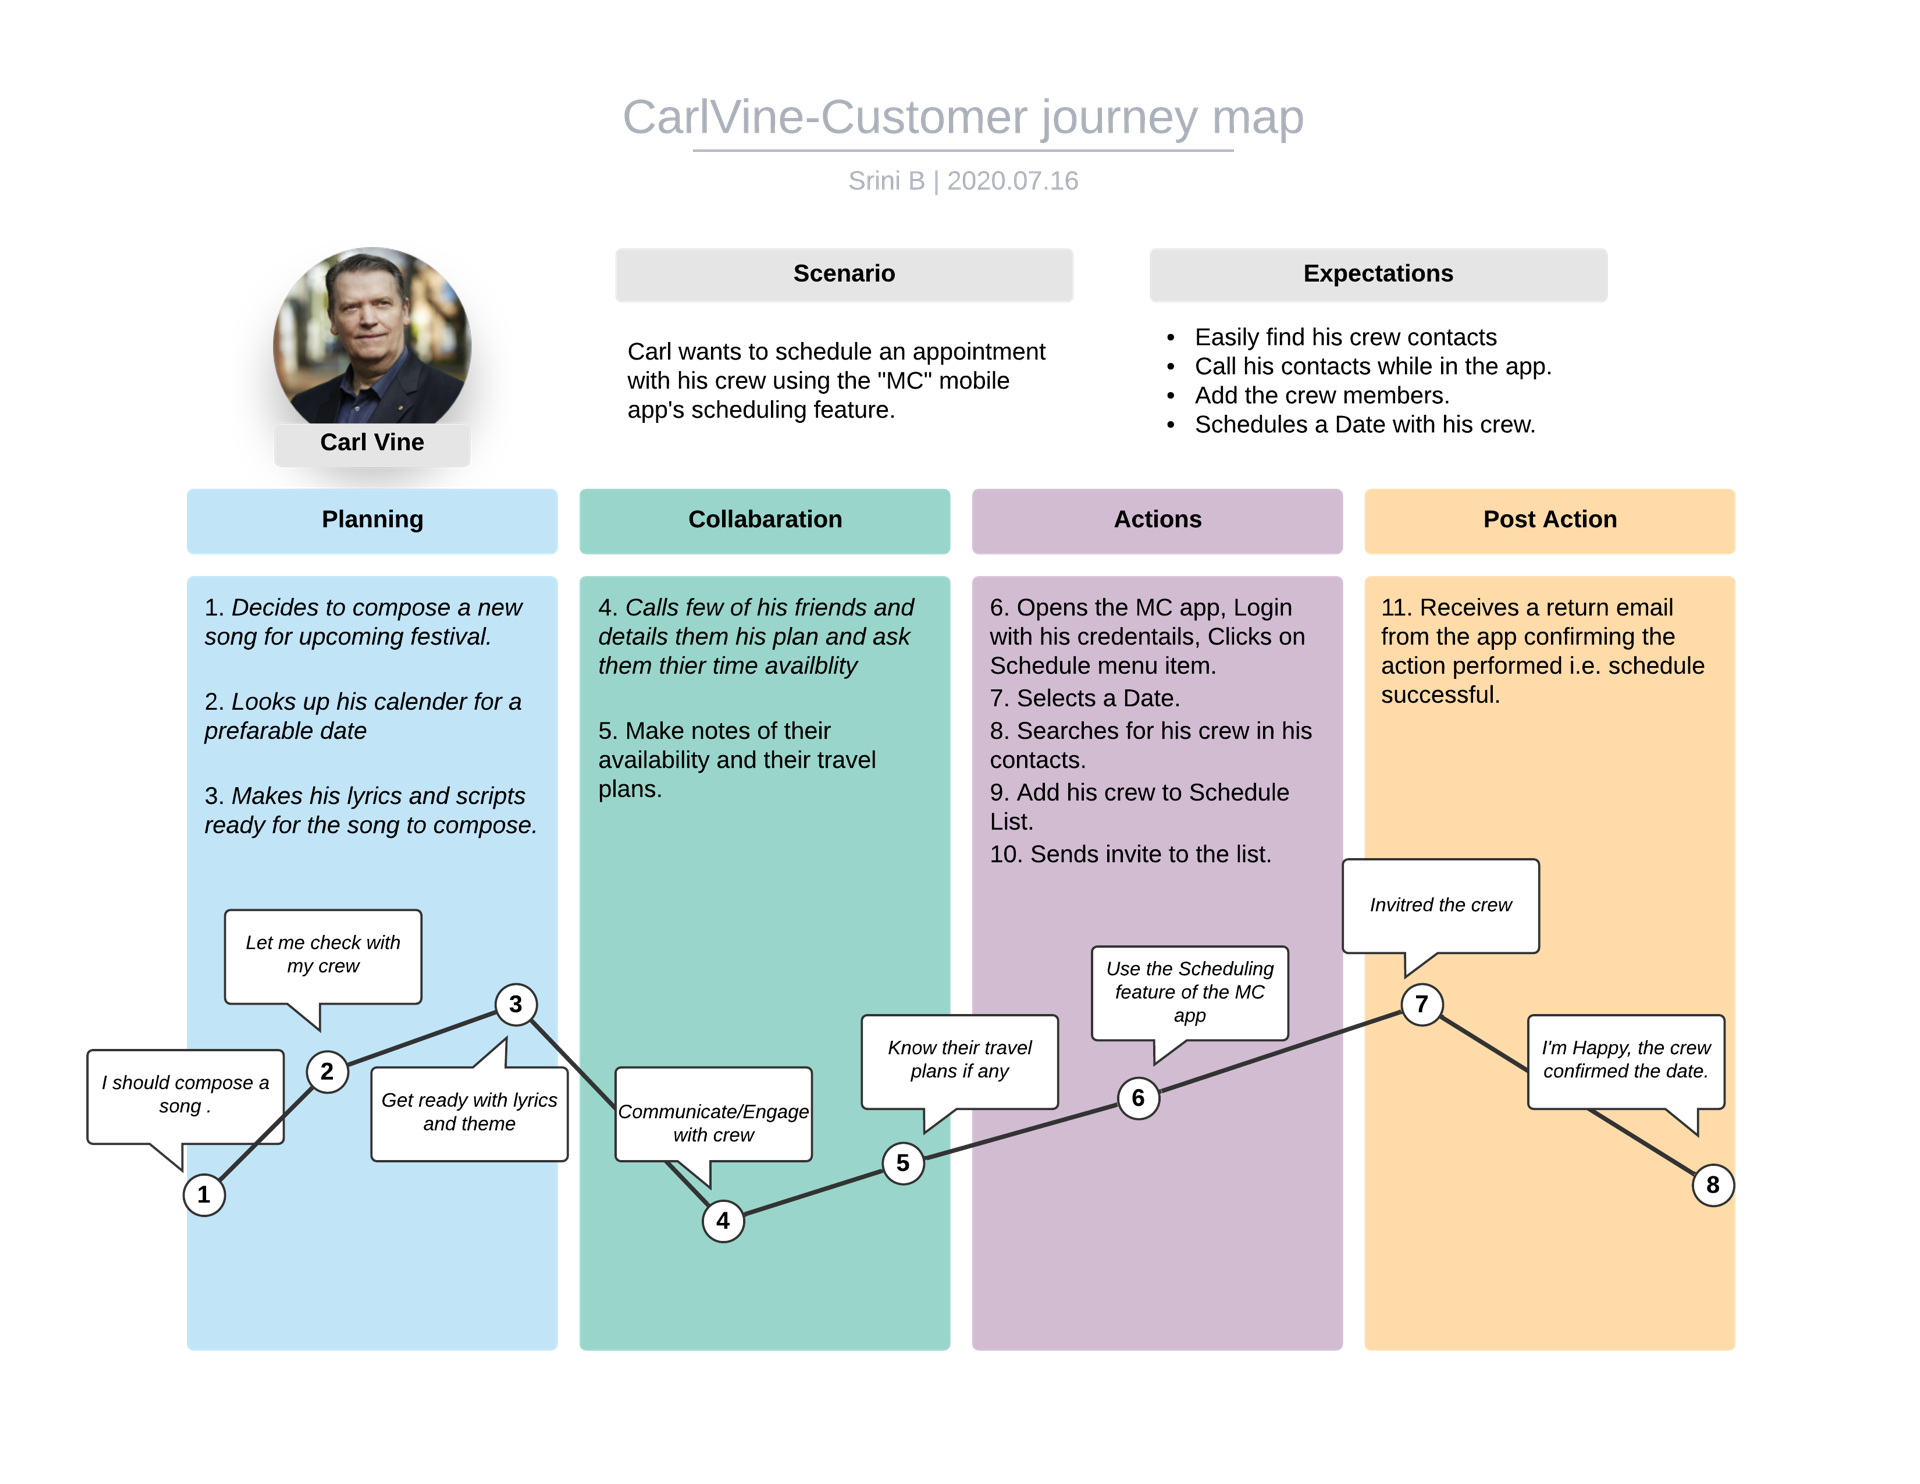 CarlVine-Customer journey map
Srini B | 2020.07.16
Carl Vine
Scenario
Carl wants to schedule an appointment
with his crew using the "MC" mobile
app's scheduling feature.
Expectations
• Easily find his crew contacts
• Call his contacts while in the app.
• Add the crew members.
• Schedules a Date with his crew.
Planning
1. Decides to compose a new
song for upcoming festival.
2. Looks up his calender for a
prefarable date
3. Makes his lyrics and scripts
ready for the song to compose.
Collabaration
4. Calls few of his friends and
details them his plan and ask
them thier time availblity
5. Make notes of their
availability and their travel
plans.
Actions
6. Opens the MC app, Login
with his credentails, Clicks on
Schedule menu item.
7. Selects a Date.
8. Searches for his crew in his
contacts.
9. Add his crew to Schedule
List.
10. Sends invite to the list.
Post Action
11. Receives a return email
from the app confirming the
action performed i.e. schedule
successful.
I should compose a
song .
1
Let me check with
my crew
2
3
Get ready with lyrics
and theme
Communicate/Engage
with crew
4
Know their travel
plans if any
5
Use the Scheduling
feature of the MC
app
6
Invitred the crew
7
I'm Happy, the crew
confirmed the date.
8